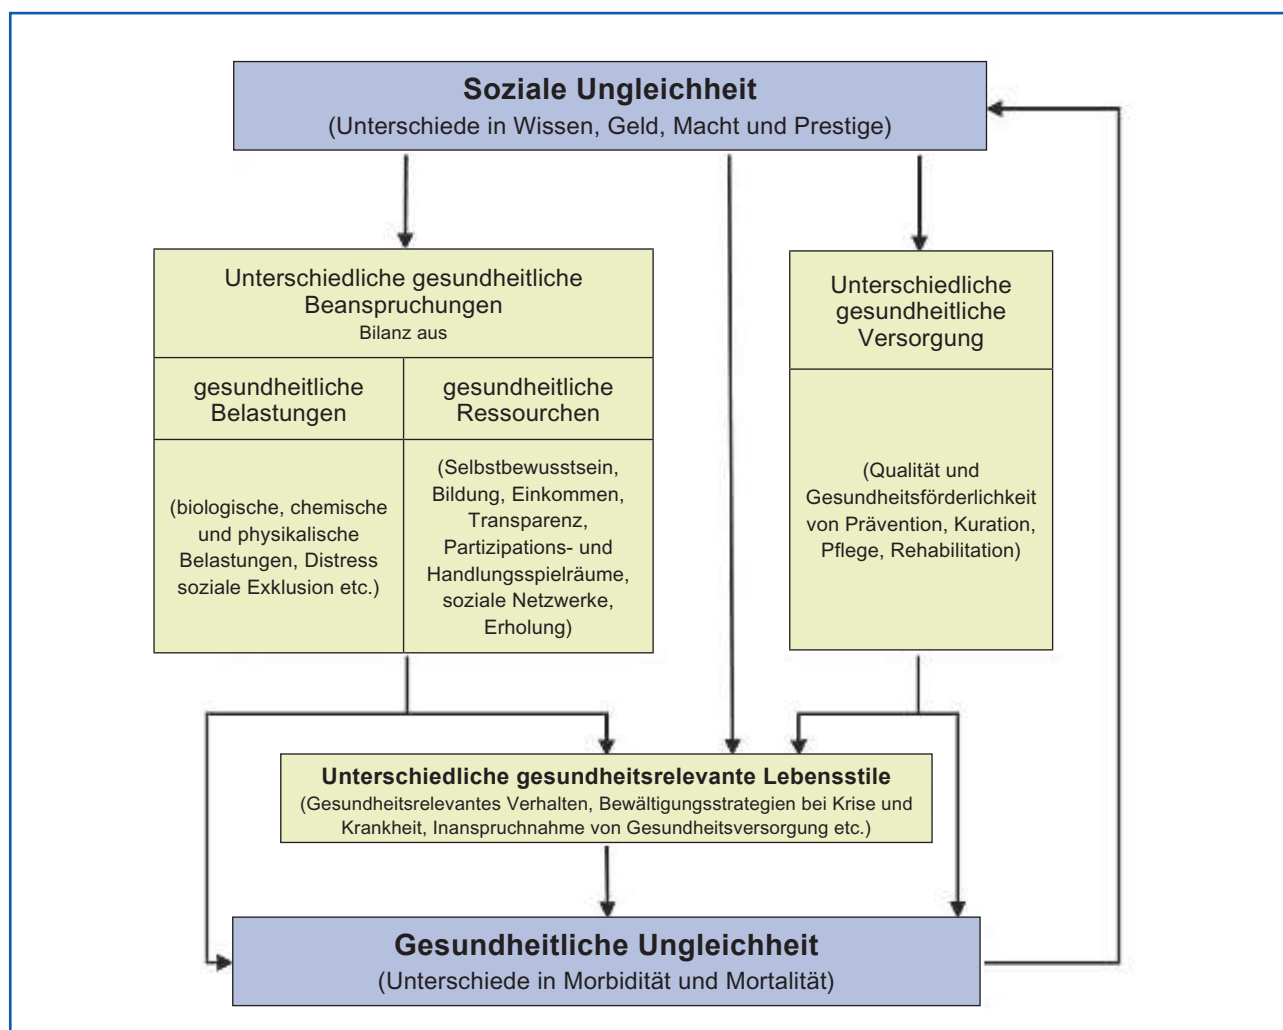 Soziale Ungleichheit
(Unterschiede in Wissen, Geld, Macht und Prestige)
Unterschiedliche gesundheitliche
Beanspruchungen
Bilanz aus
gesundheitliche
Belastungen
(biologische, chemische
und physikalische
Belastungen, Distress
soziale Exklusion etc.)
gesundheitliche
Ressourchen
(Selbstbewusstsein,
Bildung, Einkommen,
Transparenz,
Partizipations- und
Handlungsspielräume,
soziale Netzwerke,
Erholung)
Unterschiedliche
gesundheitliche
Versorgung
(Qualität und
Gesundheitsförderlichkeit
von Prävention, Kuration,
Pflege, Rehabilitation)
Unterschiedliche gesundheitsrelevante Lebensstile
(Gesundheitsrelevantes Verhalten, Bewältigungsstrategien bei Krise und
Krankheit, Inanspruchnahme von Gesundheitsversorgung etc.)
Gesundheitliche Ungleichheit
(Unterschiede in Morbidität und Mortalität)